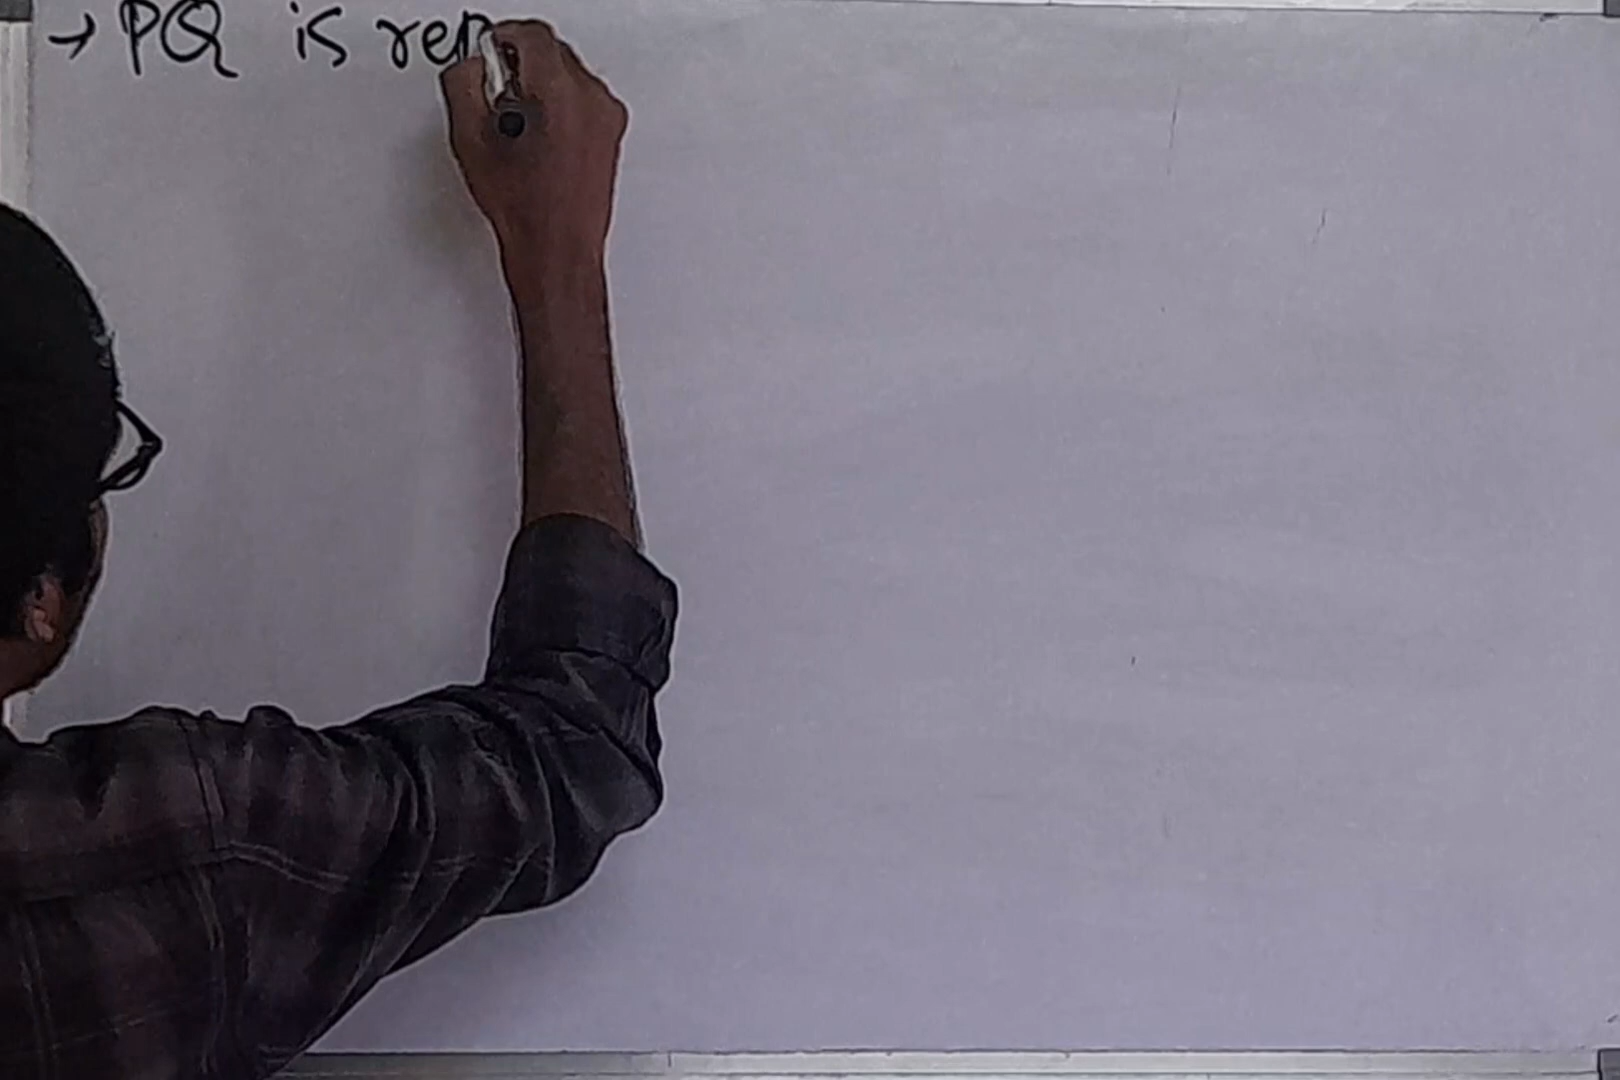 → PQ is rep